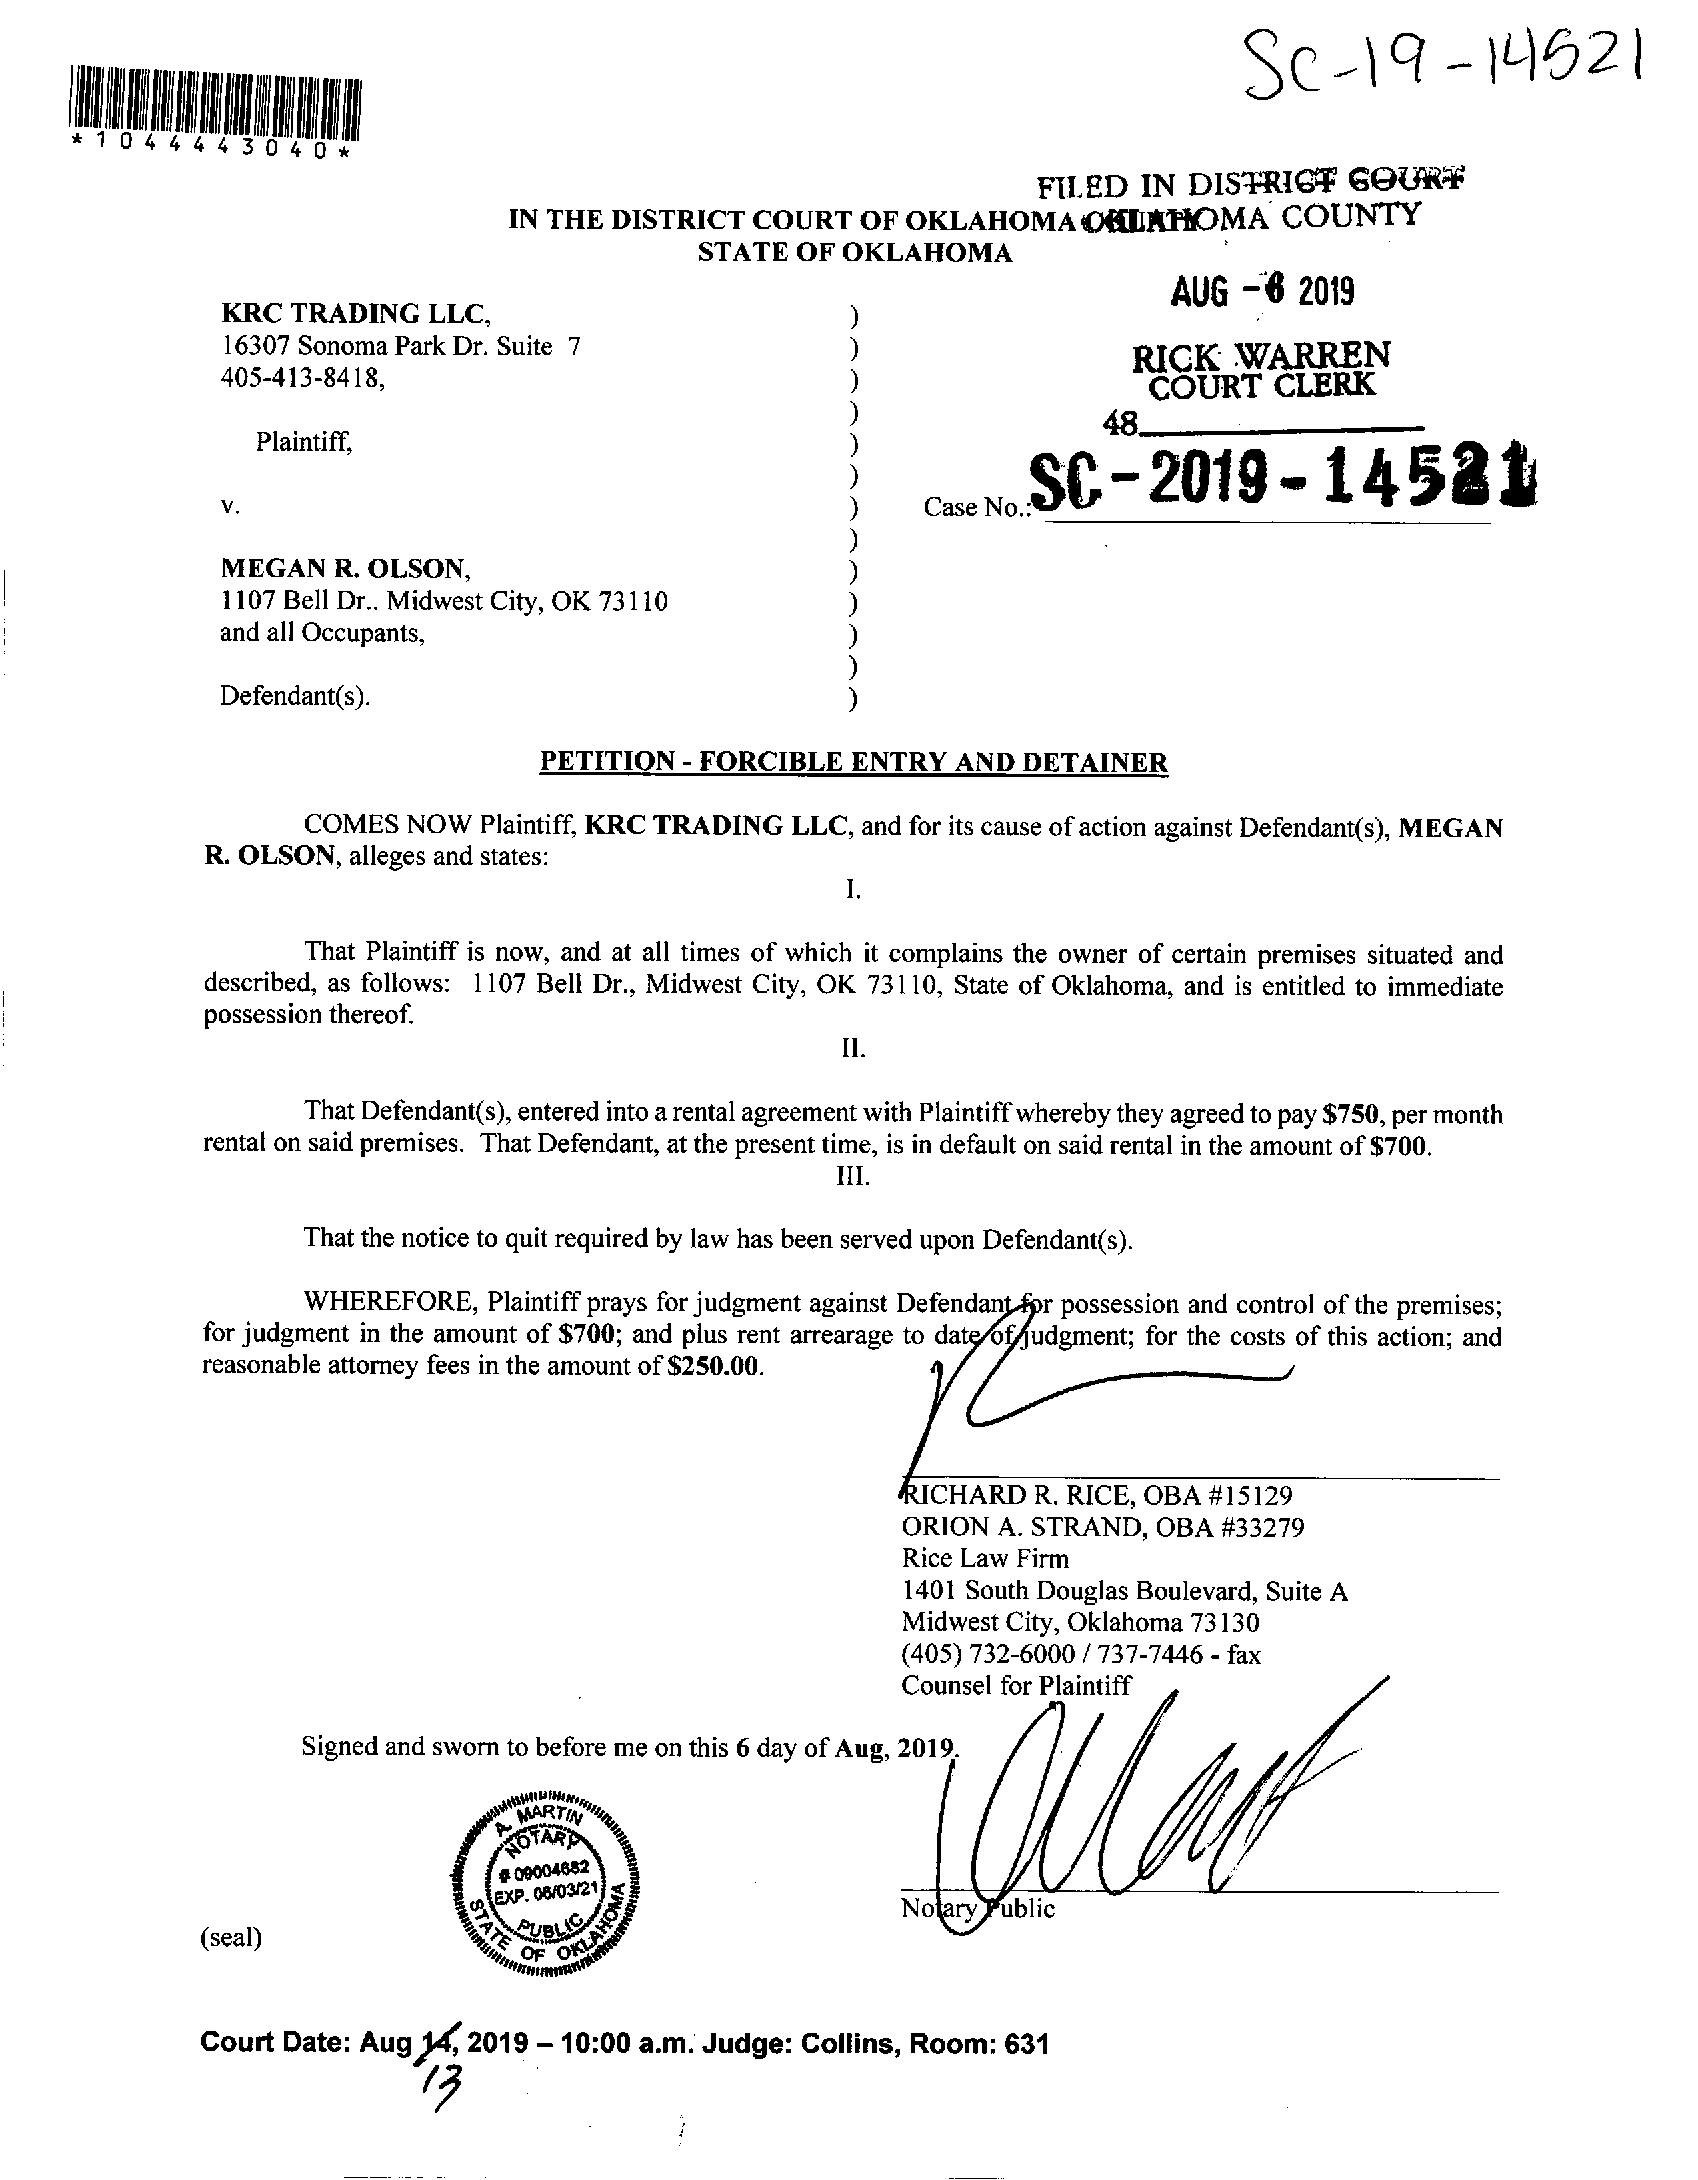 SC-19-14521
*1044443040*
FILED IN DISTRICT COURT
OKLAHOMA COUNTY
IN THE DISTRICT COURT OF OKLAHOMA
STATE OF OKLAHOMA
AUG -6 2019
RICK WARREN
COURT CLERK
48
KRC TRADING LLC, )
16307 Sonoma Park Dr. Suite 7 )
405-413-8418, )
)
Plaintiff, )
)
v. ) Case No.: SC-2019-14521
)
MEGAN R. OLSON, )
1107 Bell Dr.. Midwest City, OK 73110 )
and all Occupants, )
)
Defendant(s). )
PETITION - FORCIBLE ENTRY AND DETAINER
COMES NOW Plaintiff, KRC TRADING LLC, and for its cause of action against Defendant(s), MEGAN
R. OLSON, alleges and states:
I.
That Plaintiff is now, and at all times of which it complains the owner of certain premises situated and
described, as follows: 1107 Bell Dr., Midwest City, OK 73110, State of Oklahoma, and is entitled to immediate
possession thereof.
II.
That Defendant(s), entered into a rental agreement with Plaintiff whereby they agreed to pay $750, per month
rental on said premises. That Defendant, at the present time, is in default on said rental in the amount of $700.
III.
That the notice to quit required by law has been served upon Defendant(s).
WHEREFORE, Plaintiff prays for judgment against Defendant for possession and control of the premises;
for judgment in the amount of $700; and plus rent arrearage to date of judgment; for the costs of this action; and
reasonable attorney fees in the amount of $250.00.
RICHARD R. RICE, OBA #15129
ORION A. STRAND, OBA #33279
Rice Law Firm
1401 South Douglas Boulevard, Suite A
Midwest City, Oklahoma 73130
(405) 732-6000 / 737-7446 - fax
Counsel for Plaintiff
Signed and sworn to before me on this 6 day of Aug, 2019.
A. MARTIN
NOTARY
# 09004682
EXP. 06/03/21
PUBLIC
STATE OF OKLAHOMA
Notary Public
(seal)
Court Date: Aug 14, 2019 – 10:00 a.m. Judge: Collins, Room: 631
13